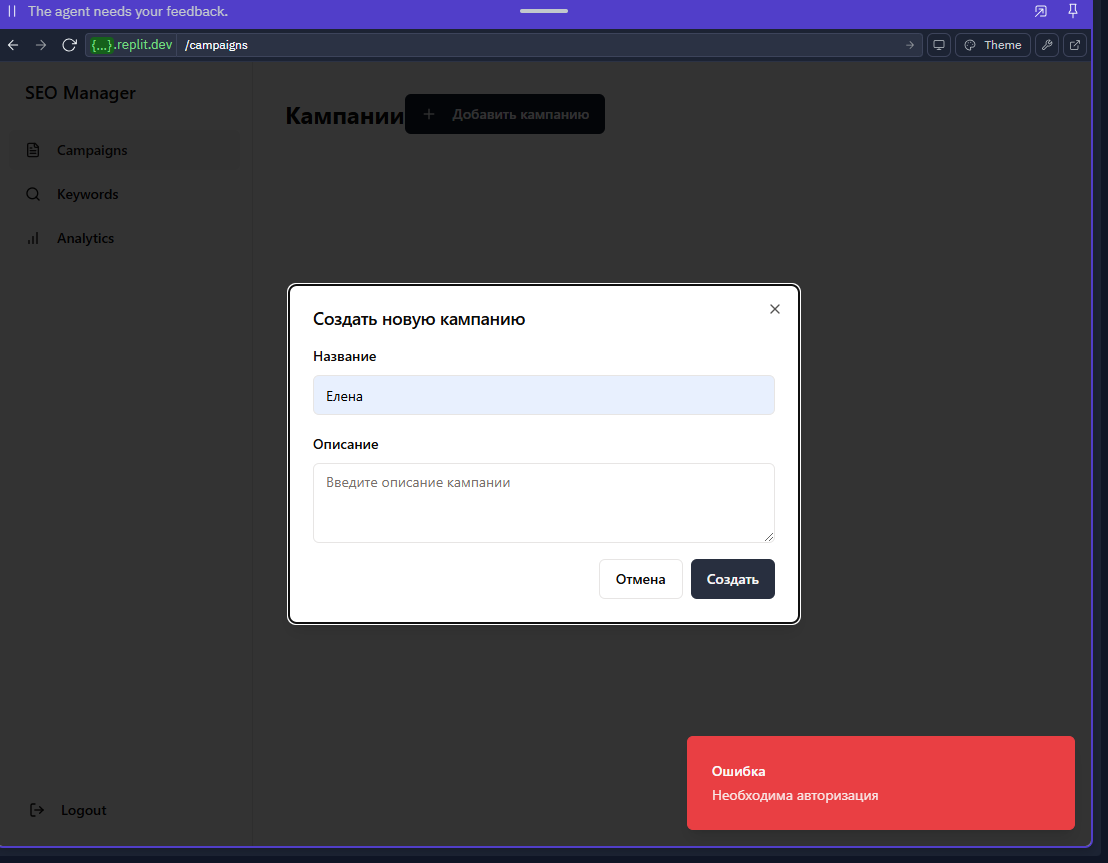 The agent needs your feedback.
{...}.replit.dev /campaigns
Theme
SEO Manager
Campaigns
Keywords
Analytics
Logout
Кампании
+ Добавить кампанию
Создать новую кампанию
Название
Елена
Описание
Введите описание кампании
Отмена
Создать
Ошибка
Необходима авторизация